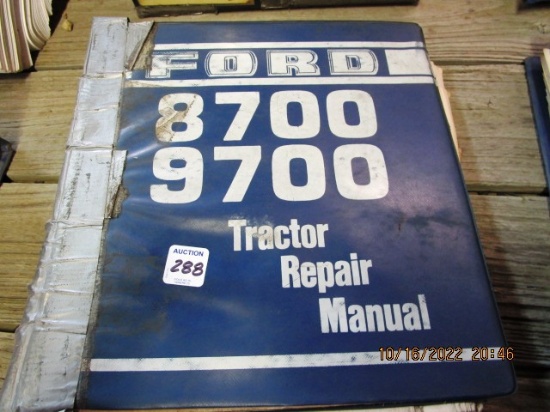 FORD
8700
9700
Tractor
Repair
Manual
AUCTION
288
10/16/2022 20:46